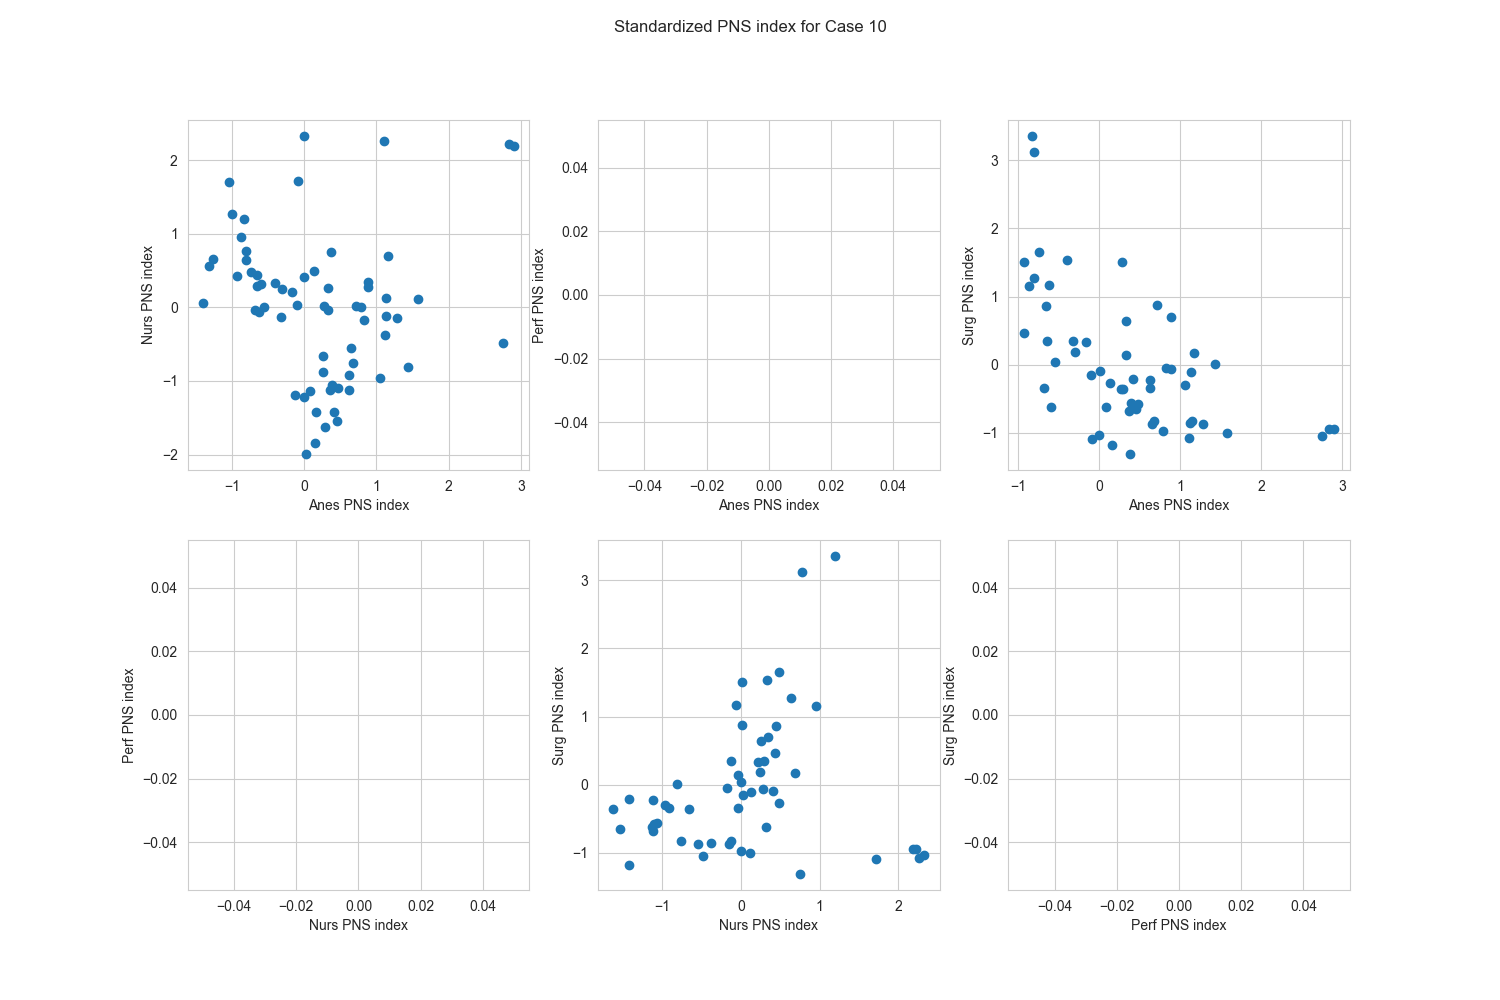 Standardized PNS index for Case 10
2
1
0
−1
−2
Nurs PNS index
−1 0 1 2 3
Anes PNS index
0.04
0.02
0.00
−0.02
−0.04
Perf PNS index
−0.04 −0.02 0.00 0.02 0.04
Anes PNS index
3
2
1
0
−1
Surg PNS index
−1 0 1 2 3
Anes PNS index
0.04
0.02
0.00
−0.02
−0.04
Perf PNS index
−0.04 −0.02 0.00 0.02 0.04
Nurs PNS index
3
2
1
0
−1
Surg PNS index
−1 0 1 2
Nurs PNS index
0.04
0.02
0.00
−0.02
−0.04
Surg PNS index
−0.04 −0.02 0.00 0.02 0.04
Perf PNS index